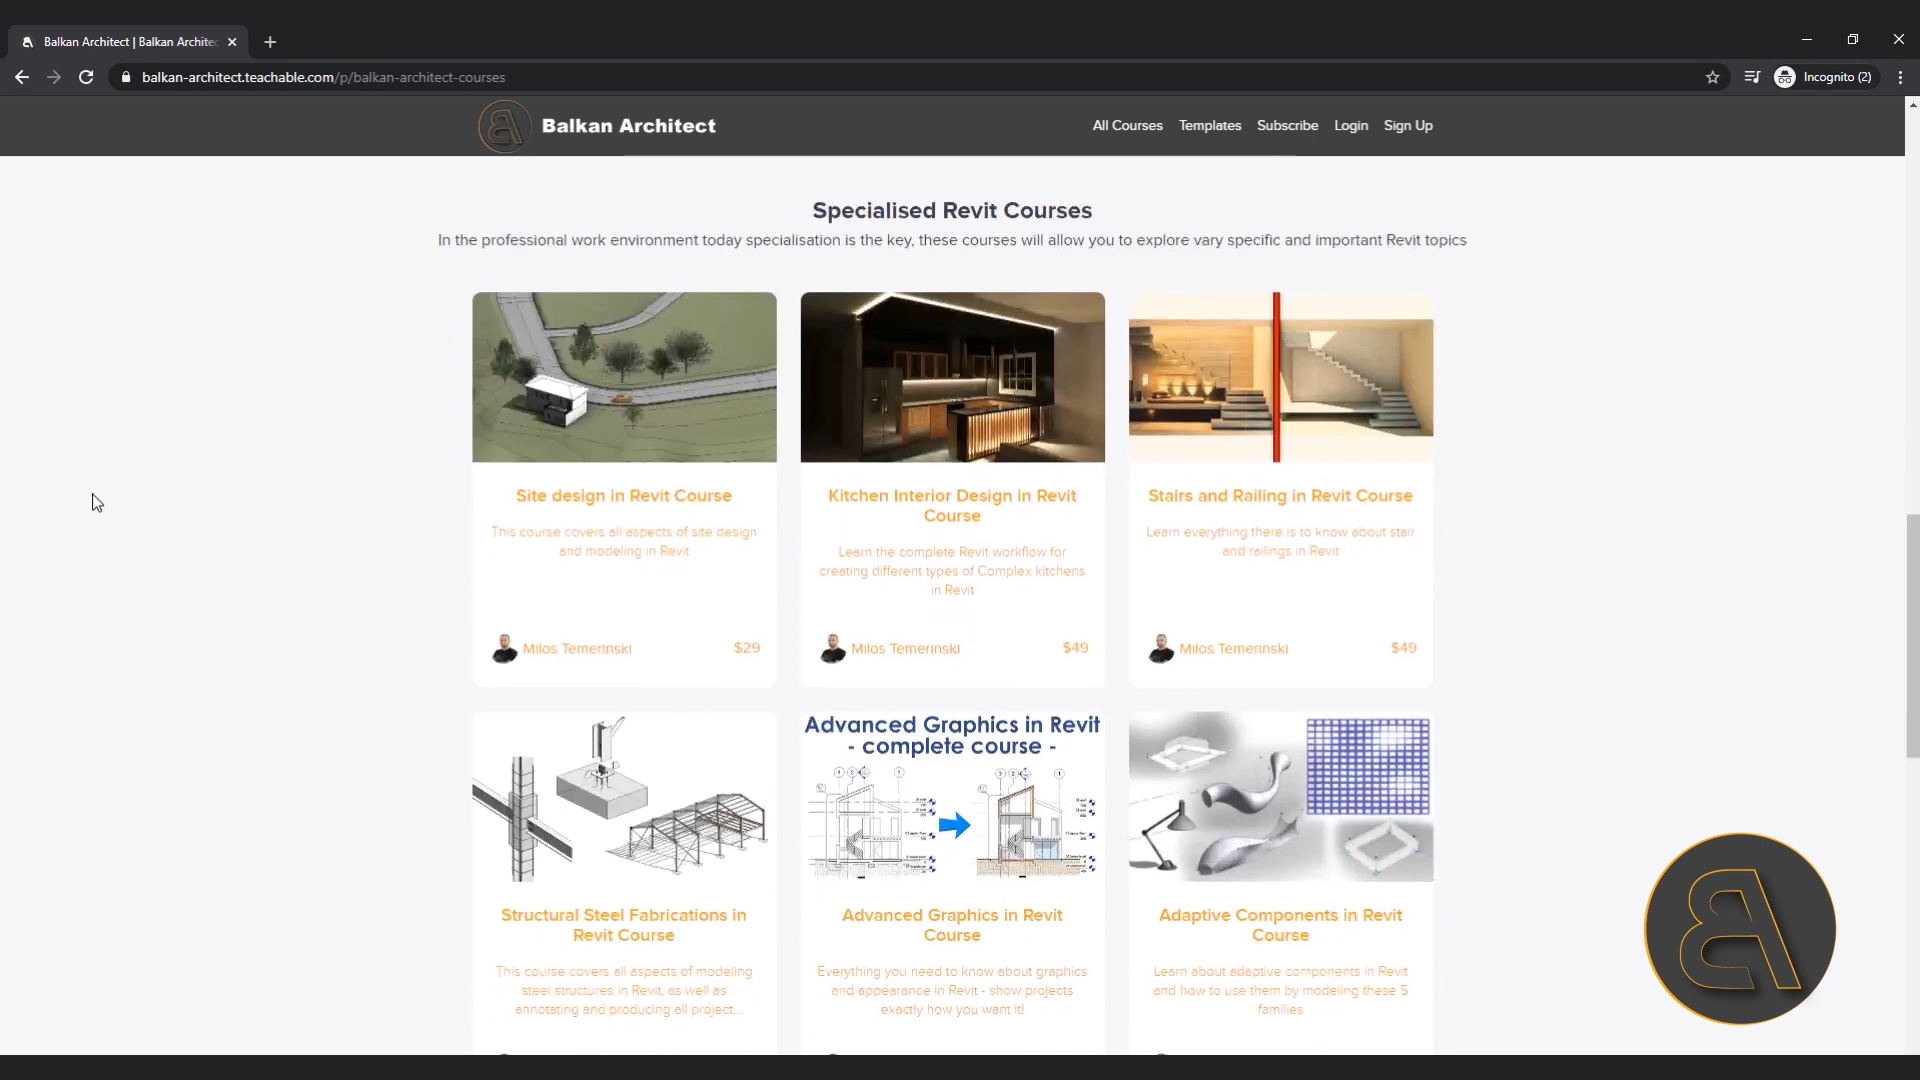 Balkan Architect | Balkan Architec
balkan-architect.teachable.com/p/balkan-architect-courses
Incognito (2)
Balkan Architect
All Courses
Templates
Subscribe
Login
Sign Up
Specialised Revit Courses
In the professional work environment today specialisation is the key, these courses will allow you to explore vary specific and important Revit topics
Site design in Revit Course
This course covers all aspects of site design
and modeling in Revit
Milos Temerinski
$29
Kitchen Interior Design in Revit
Course
Learn the complete Revit workflow for
creating different types of Complex kitchens
in Revit
Milos Temerinski
$49
Stairs and Railing in Revit Course
Learn everything there is to know about stair
and railings in Revit
Milos Temerinski
$49
Structural Steel Fabrications in
Revit Course
This course covers all aspects of modeling
steel structures in Revit, as well as
annotating and producing all project...
Advanced Graphics in Revit
- complete course -
Advanced Graphics in Revit
Course
Everything you need to know about graphics
and appearance in Revit - show projects
exactly how you want it!
Adaptive Components in Revit
Course
Learn about adaptive components in Revit
and how to use them by modeling these 5
families